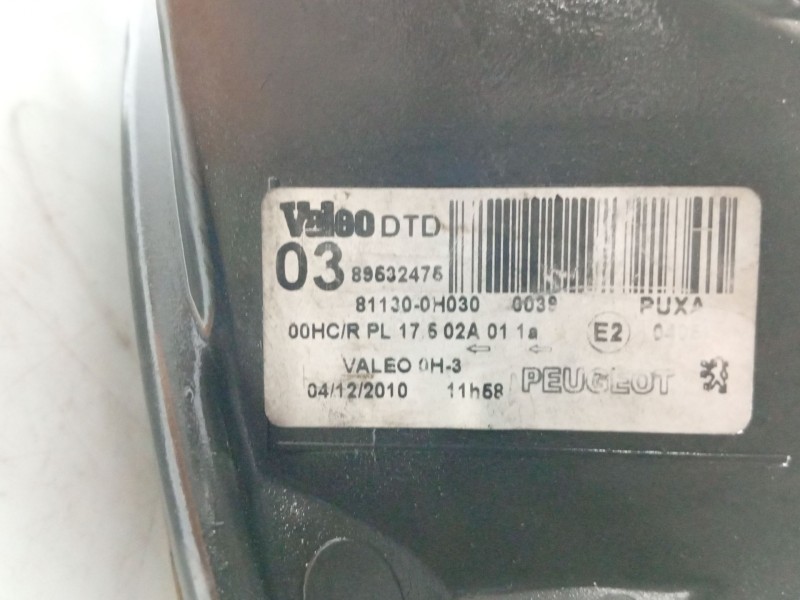 Valeo DTD
03 89632475
81130-0H030 0039 PUXA
00HC/R PL 17.5 02A 01 1a E2
VALEO 0H-3
04/12/2010 11h58 PEUGEOT